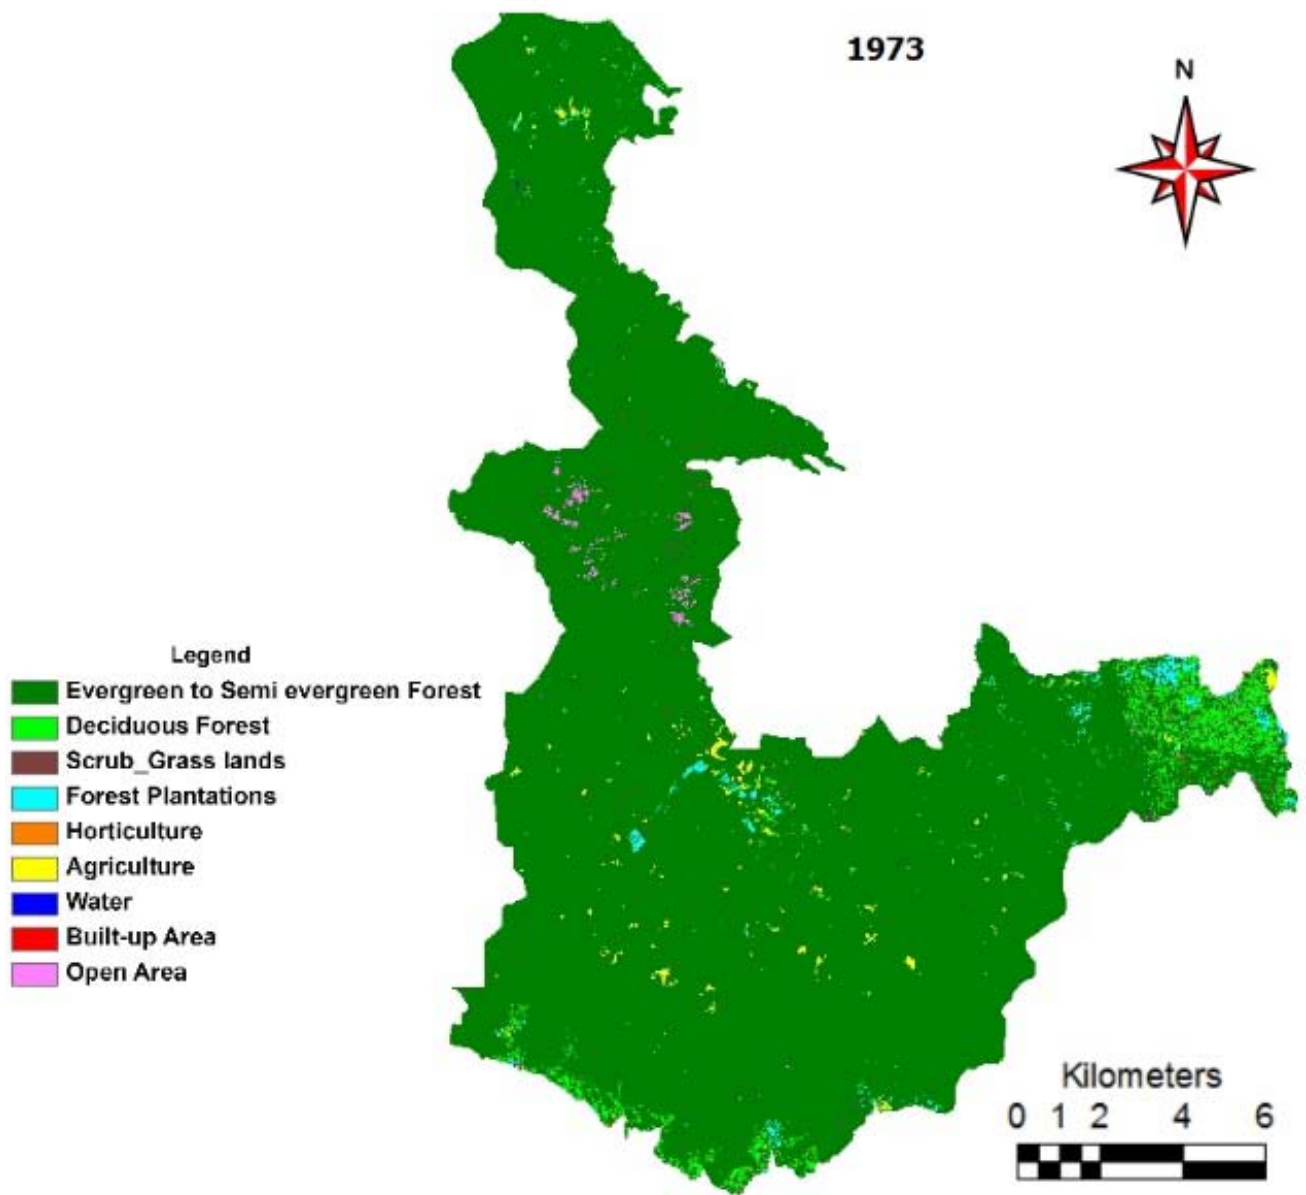 1973
N
Legend
Evergreen to Semi evergreen Forest
Deciduous Forest
Scrub_Grass lands
Forest Plantations
Horticulture
Agriculture
Water
Built-up Area
Open Area
Kilometers
0 1 2 4 6